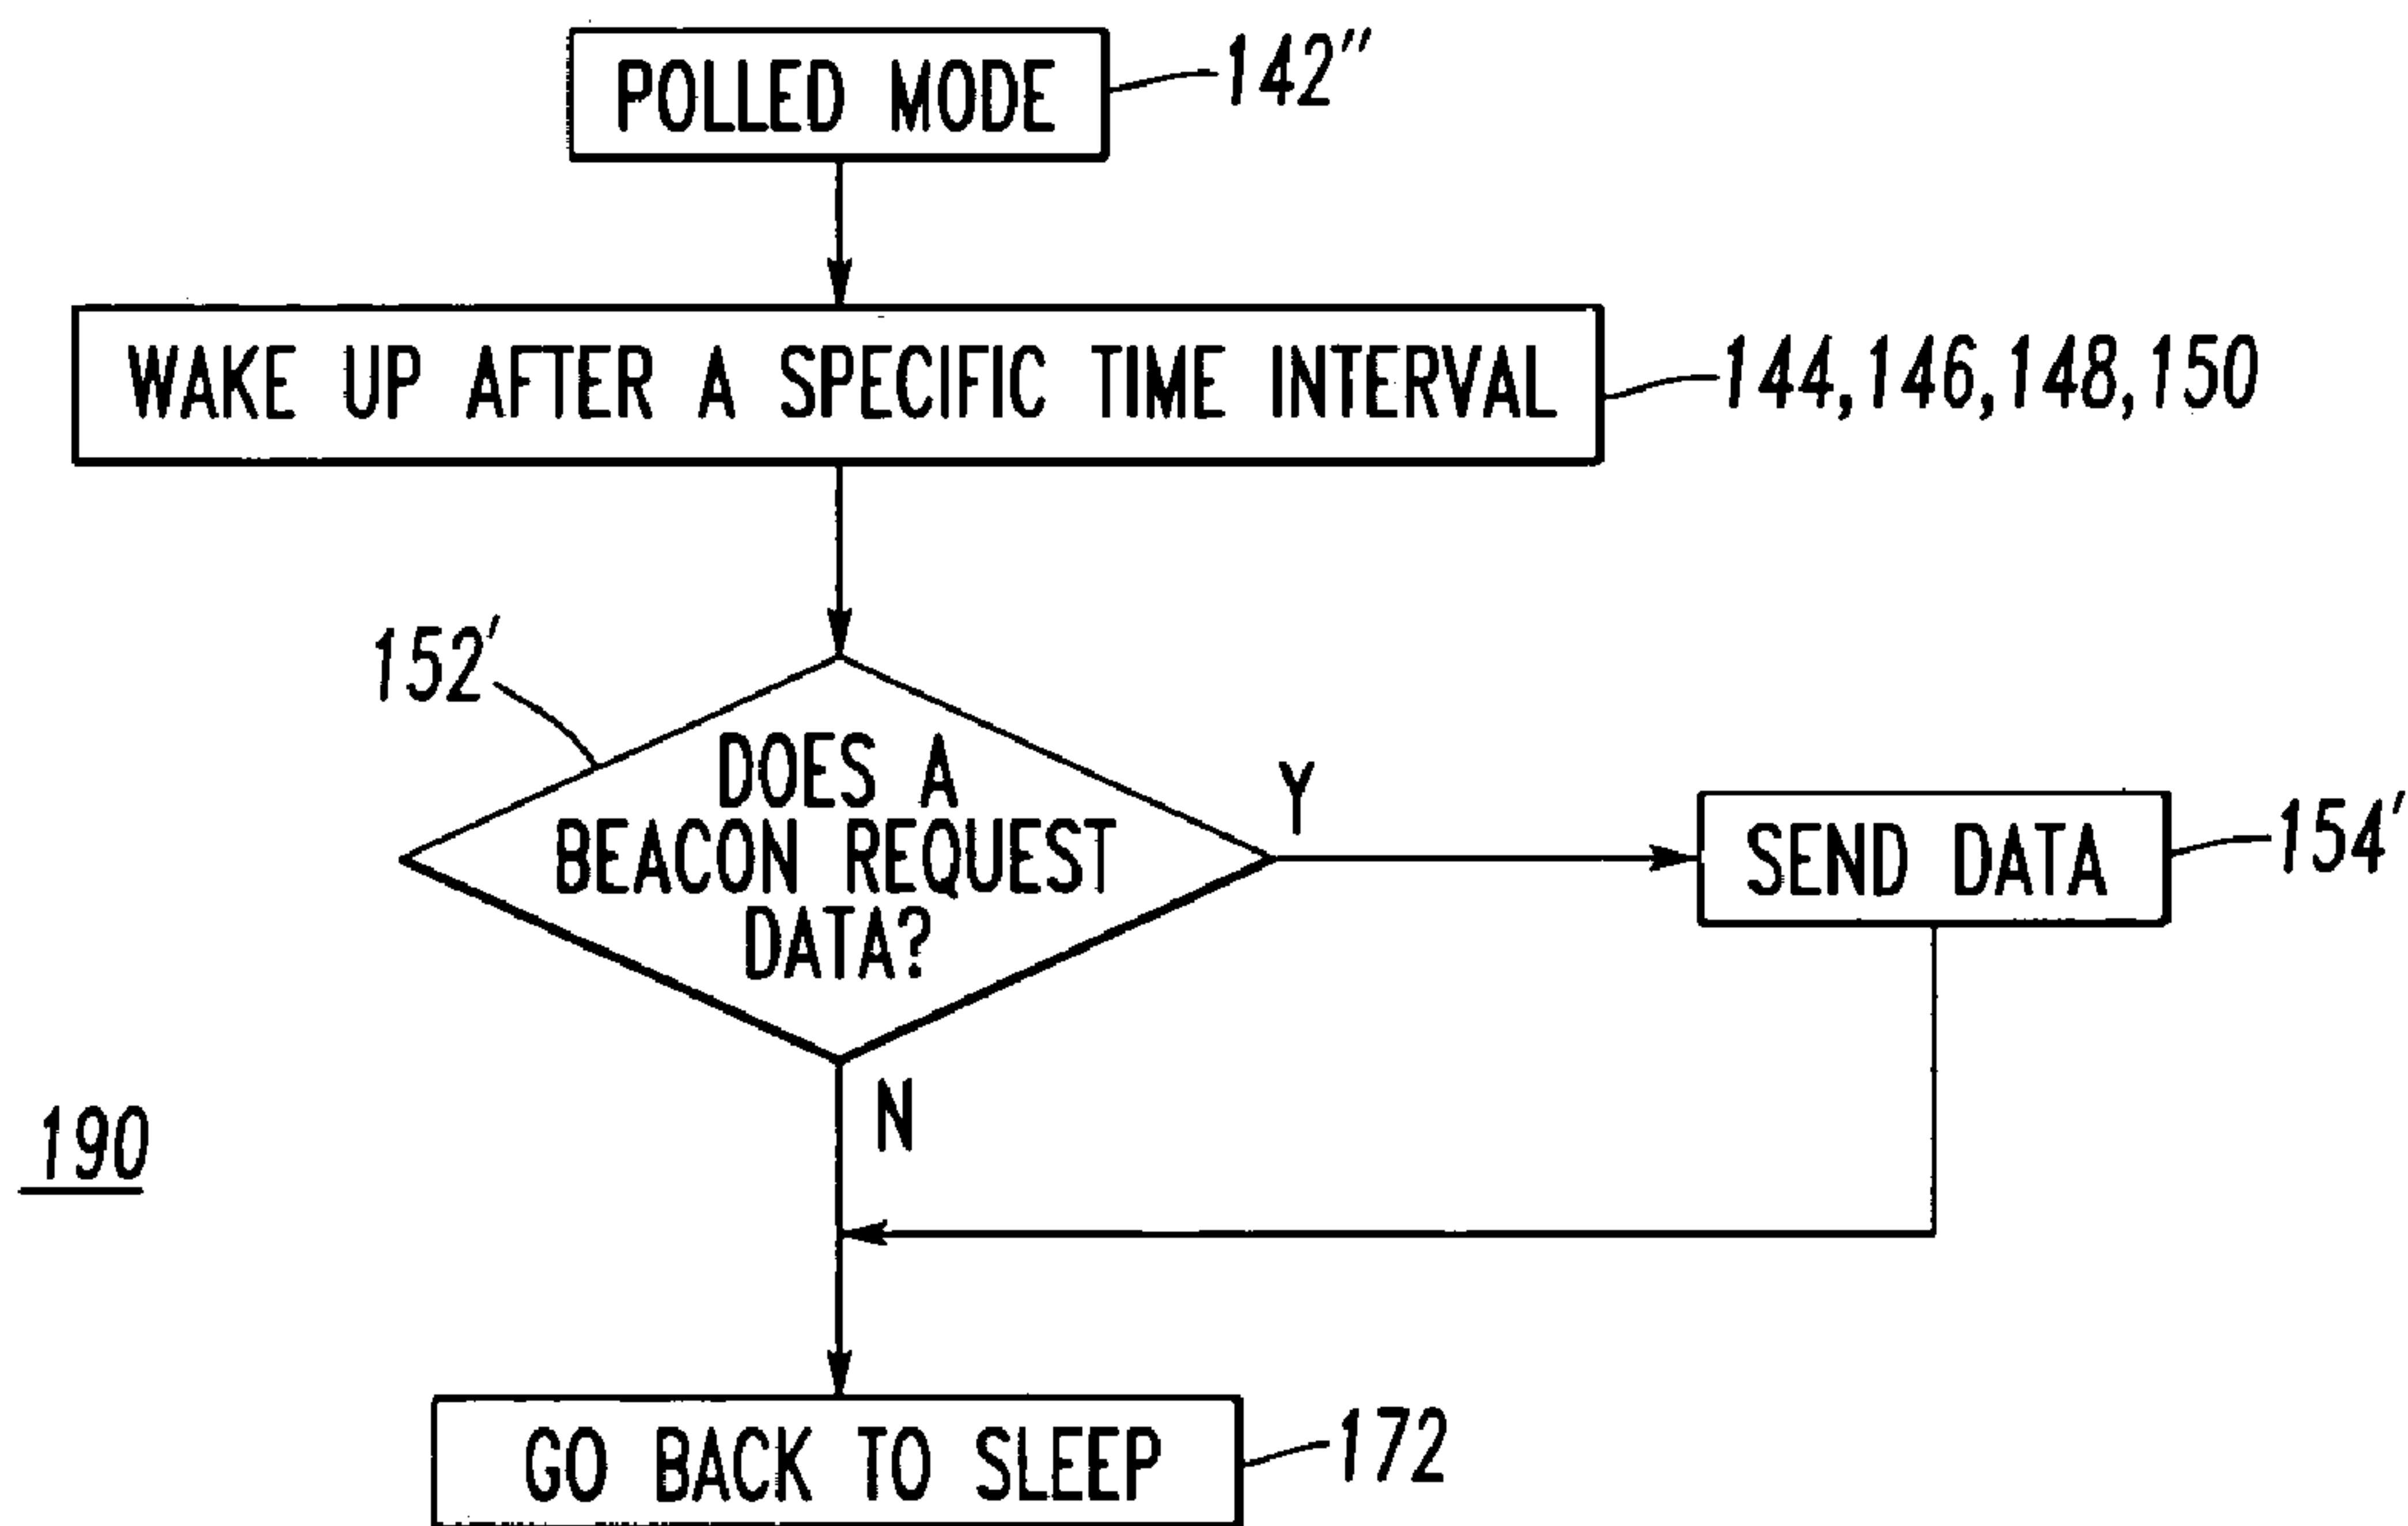 POLLED MODE
142"
WAKE UP AFTER A SPECIFIC TIME INTERVAL
144,146,148,150
152'
DOES A
BEACON REQUEST
DATA?
Y
SEND DATA
154'
N
190
GO BACK TO SLEEP
172